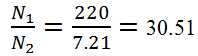 N₁/N₂ = 220/7.21 = 30.51